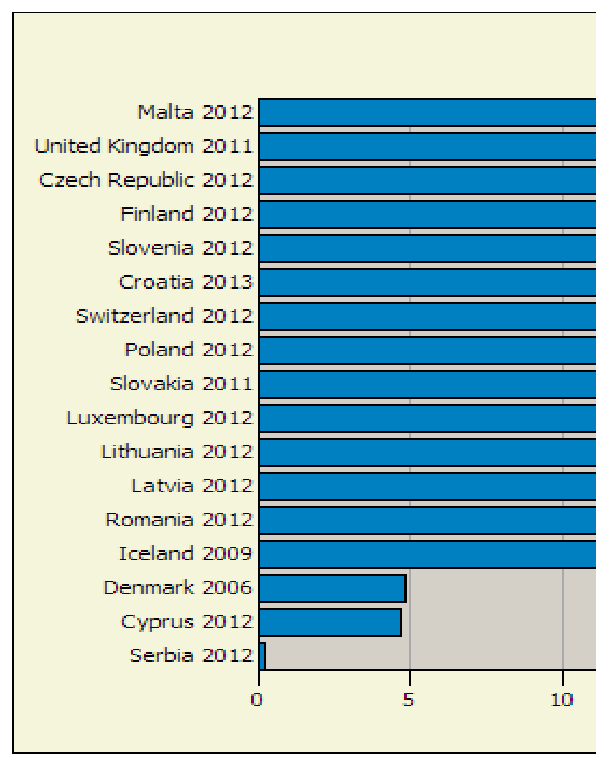 Malta 2012
United Kingdom 2011
Czech Republic 2012
Finland 2012
Slovenia 2012
Croatia 2013
Switzerland 2012
Poland 2012
Slovakia 2011
Luxembourg 2012
Lithuania 2012
Latvia 2012
Romania 2012
Iceland 2009
Denmark 2006
Cyprus 2012
Serbia 2012
0 5 10